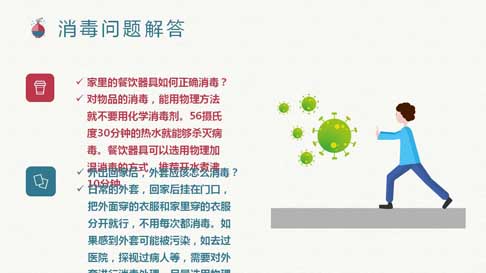 消毒问题解答
家里的餐饮器具如何正确消毒？
对物品的消毒，能用物理方法
就不要用化学消毒剂。56摄氏
度30分钟的热水就能够杀灭病
毒。餐饮器具可以选用物理加
温消毒的方式，推荐开水煮沸
10分钟。
外出回家后，外套应该怎么消毒？
日常的外套，回家后挂在门口，
把外面穿的衣服和家里穿的衣服
分开就行，不用每次都消毒。如
果感到外套可能被污染，如去过
医院，探视过病人等，需要对外
套进行消毒处理，尽量选用物理